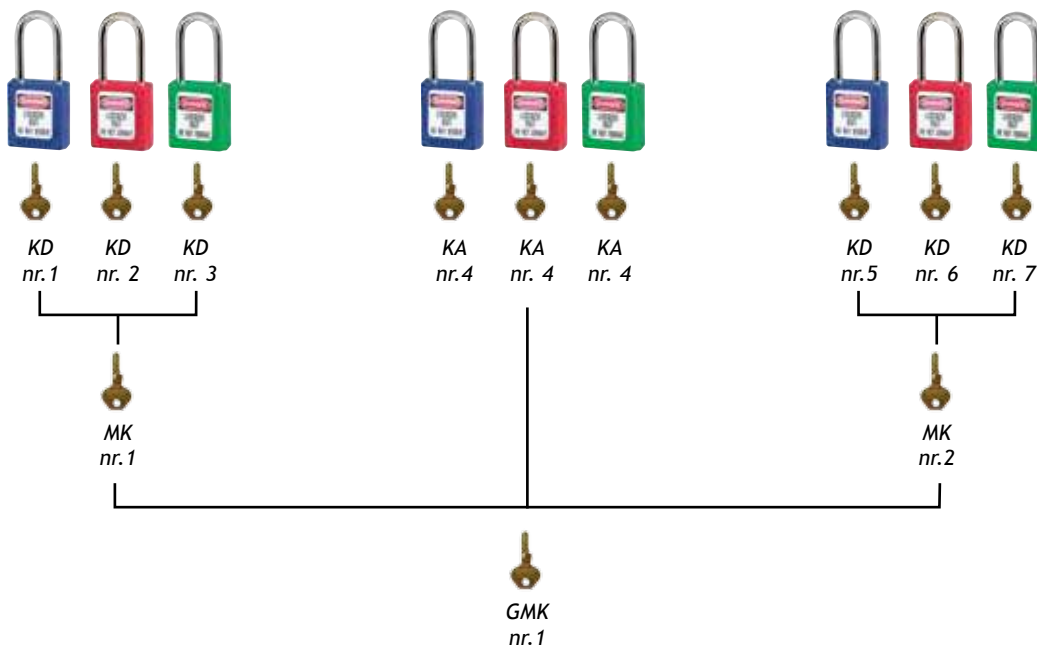 KD KD KD KA KA KA KD KD KD
nr.1 nr. 2 nr. 3 nr.4 nr. 4 nr. 4 nr.5 nr. 6 nr. 7
MK MK
nr.1 nr.2
GMK
nr.1